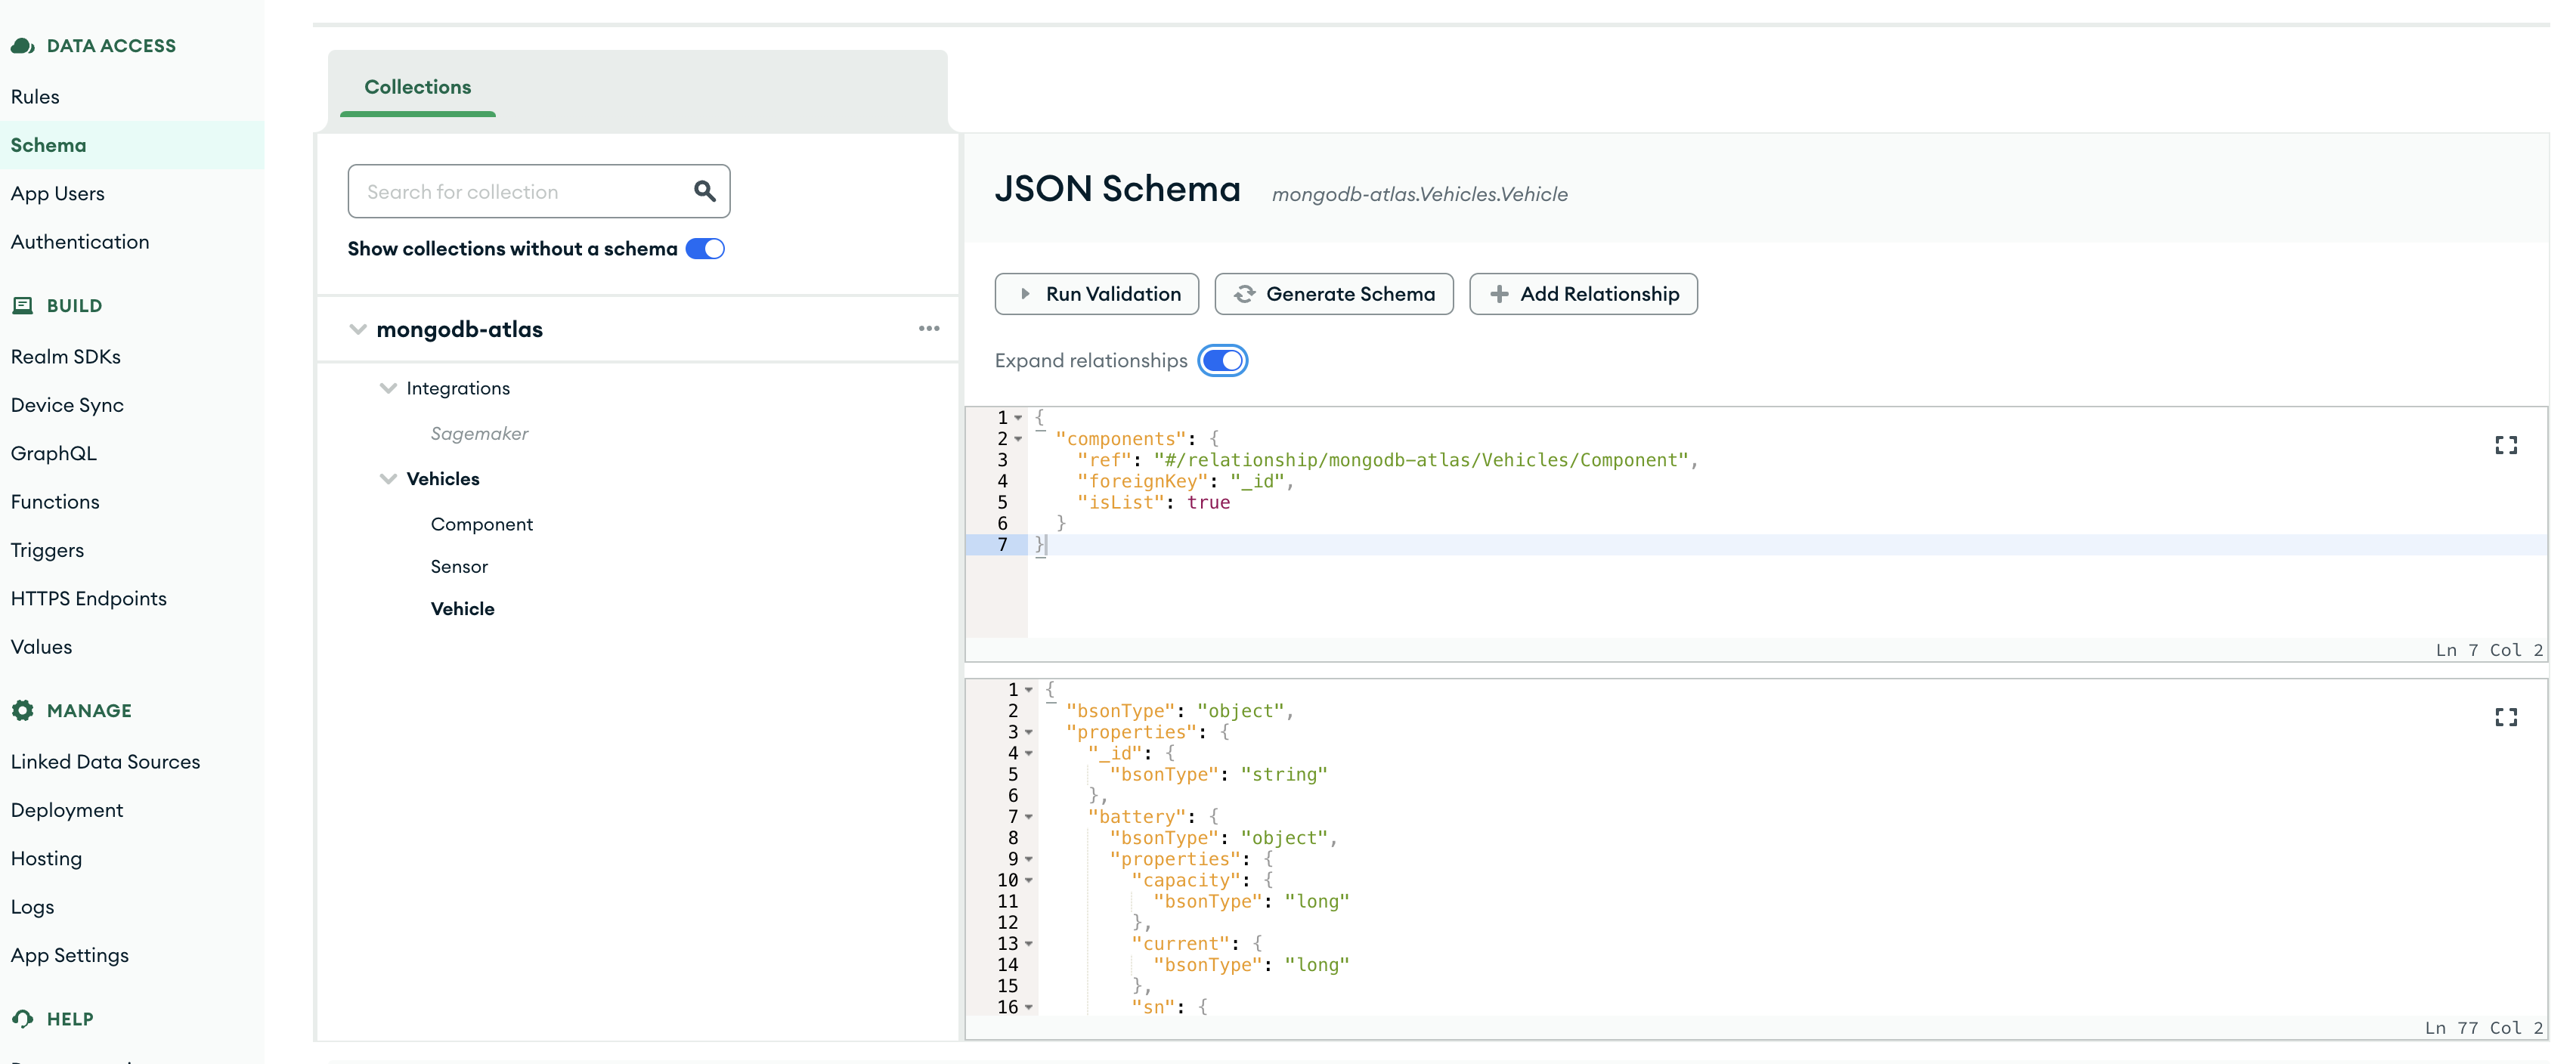 DATA ACCESS
Rules
Schema
App Users
Authentication
BUILD
Realm SDKs
Device Sync
GraphQL
Functions
Triggers
HTTPS Endpoints
Values
MANAGE
Linked Data Sources
Deployment
Hosting
Logs
App Settings
HELP
Collections
Search for collection
Show collections without a schema
mongodb-atlas
Integrations
Sagemaker
Vehicles
Component
Sensor
Vehicle
JSON Schema mongodb-atlas.Vehicles.Vehicle
Run Validation Generate Schema Add Relationship
Expand relationships
1 {
2 "components": {
3 "ref": "#/relationship/mongodb-atlas/Vehicles/Component",
4 "foreignKey": "_id",
5 "isList": true
6 }
7 }
Ln 7 Col 2
1 {
2 "bsonType": "object",
3 "properties": {
4 "_id": {
5 "bsonType": "string"
6 },
7 "battery": {
8 "bsonType": "object",
9 "properties": {
10 "capacity": {
11 "bsonType": "long"
12 },
13 "current": {
14 "bsonType": "long"
15 },
16 "sn": {
Ln 77 Col 2